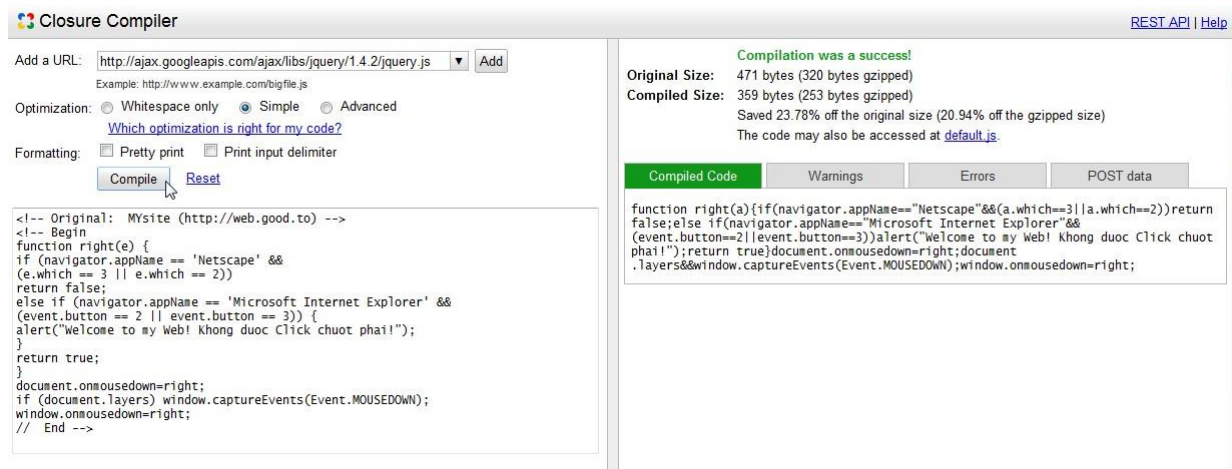 Closure Compiler
REST API | Help
Add a URL: http://ajax.googleapis.com/ajax/libs/jquery/1.4.2/jquery.js Add
Example: http://www.example.com/bigfile.js
Optimization: Whitespace only Simple Advanced
Which optimization is right for my code?
Formatting: Pretty print Print input delimiter
Compile Reset
<!-- Original:  MYsite (http://web.good.to) -->
<!-- Begin
function right(e) {
if (navigator.appName == 'Netscape' &&
(e.which == 3 || e.which == 2))
return false;
else if (navigator.appName == 'Microsoft Internet Explorer' &&
(event.button == 2 || event.button == 3)) {
alert("Welcome to my Web! Khong duoc Click chuot phai!");
}
return true;
}
document.onmousedown=right;
if (document.layers) window.captureEvents(Event.MOUSEDOWN);
window.onmousedown=right;
//  End -->
Compilation was a success!
Original Size: 471 bytes (320 bytes gzipped)
Compiled Size: 359 bytes (253 bytes gzipped)
Saved 23.78% off the original size (20.94% off the gzipped size)
The code may also be accessed at default.js.
Compiled Code Warnings Errors POST data
function right(a){if(navigator.appName=="Netscape"&&(a.which==3||a.which==2))return
false;else if(navigator.appName=="Microsoft Internet Explorer"&&
(event.button==2||event.button==3))alert("Welcome to my Web! Khong duoc Click chuot
phai!");return true}document.onmousedown=right;document
.layers&&window.captureEvents(Event.MOUSEDOWN);window.onmousedown=right;